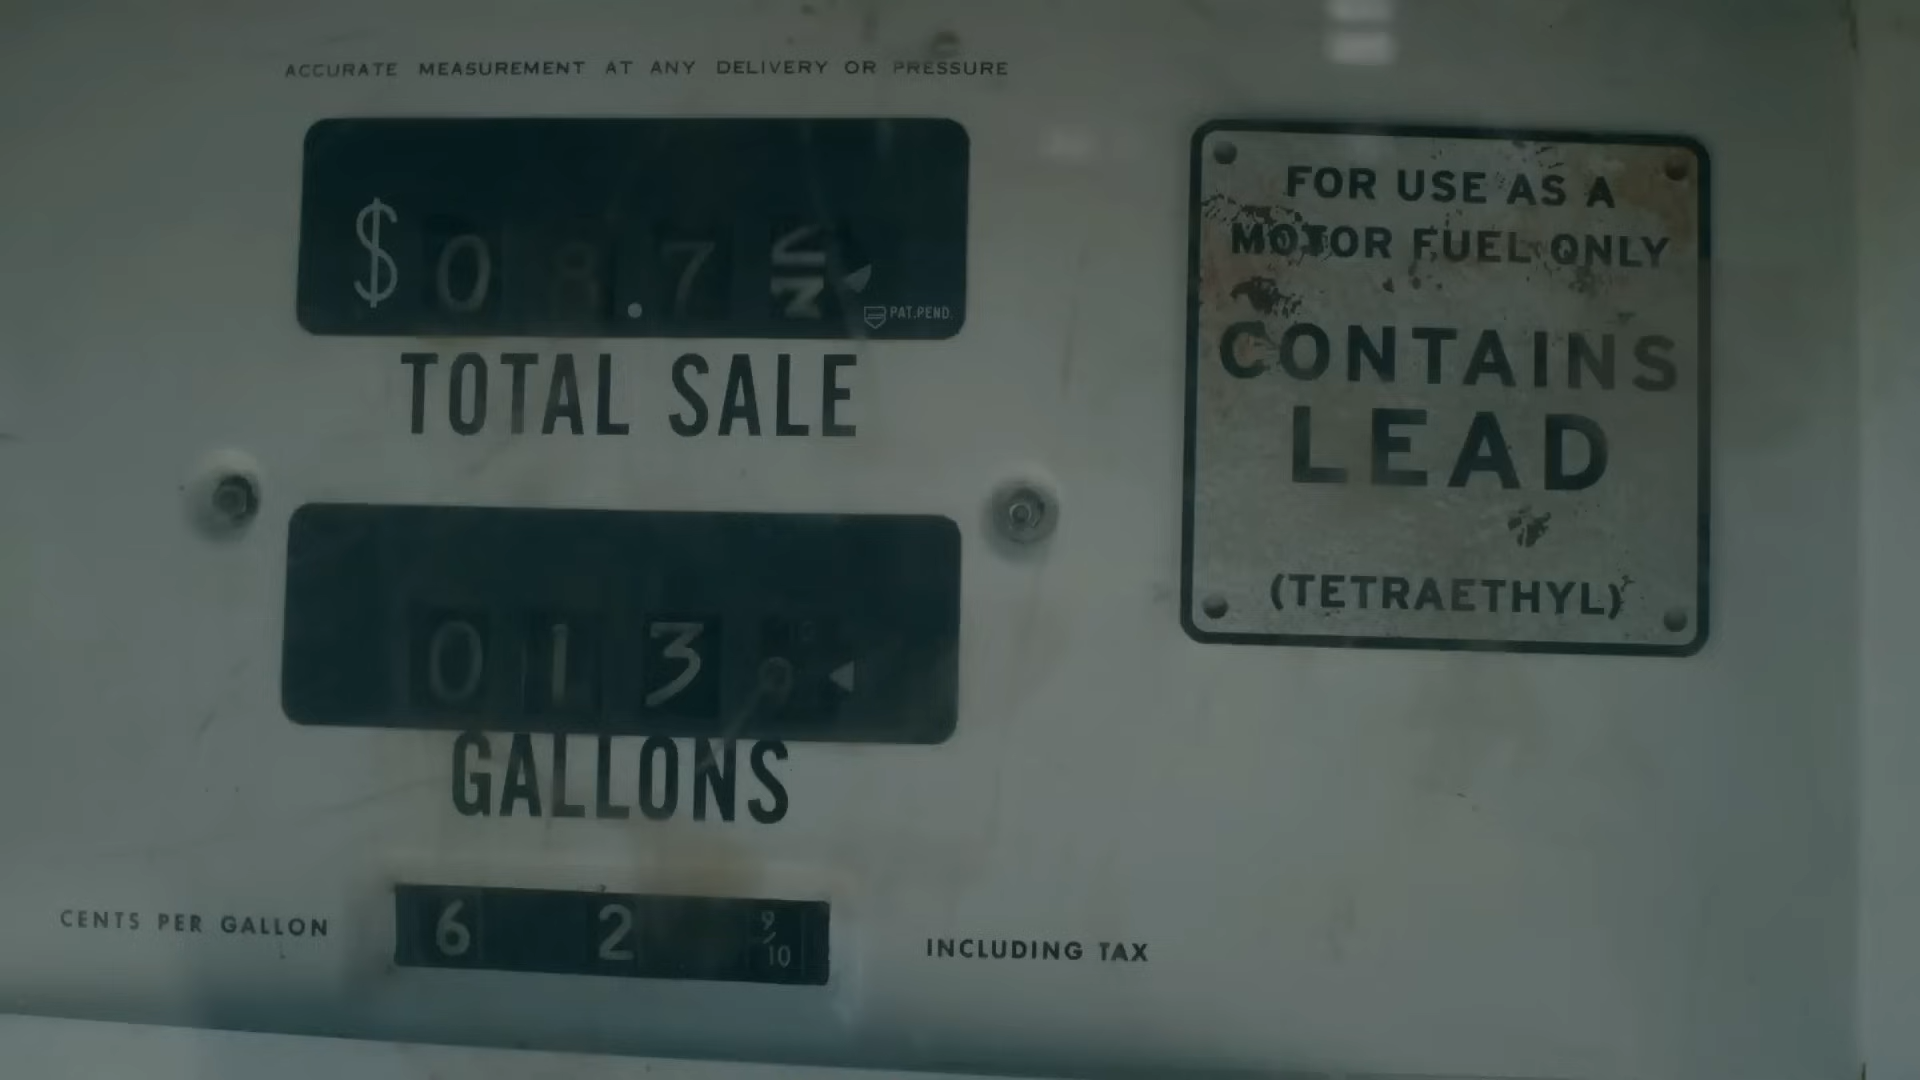 ACCURATE MEASUREMENT AT ANY DELIVERY OR PRESSURE
$ 08.7
PAT.PEND.
TOTAL SALE
013
GALLONS
CENTS PER GALLON 6 2 9/10 INCLUDING TAX
FOR USE AS A
MOTOR FUEL ONLY
CONTAINS
LEAD
(TETRAETHYL)